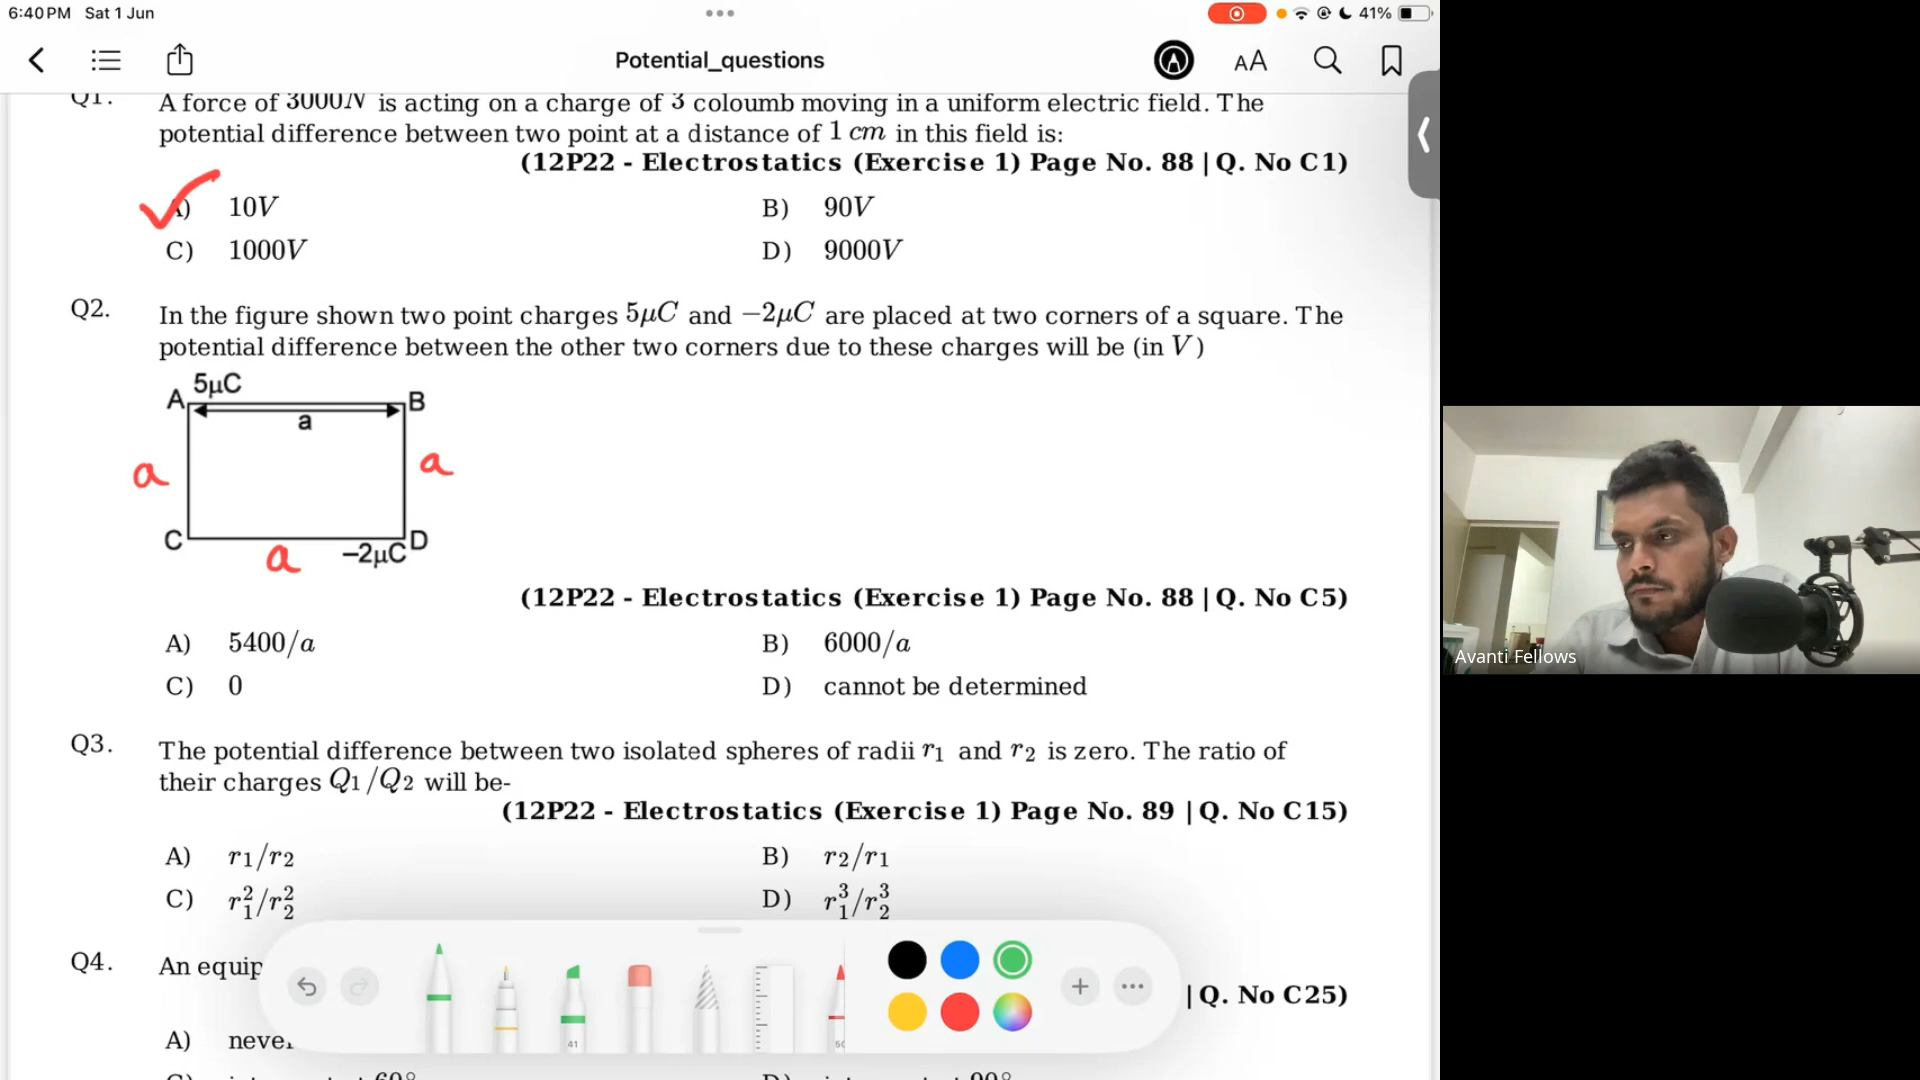 6:40 PM Sat 1 Jun
41%
Potential_questions
AA
Q1. A force of 3000N is acting on a charge of 3 coloumb moving in a uniform electric field. The
potential difference between two point at a distance of 1 cm in this field is:
(12P22 - Electrostatics (Exercise 1) Page No. 88 | Q. No C1)
A) 10V B) 90V
C) 1000V D) 9000V
Q2. In the figure shown two point charges 5μC and −2μC are placed at two corners of a square. The
potential difference between the other two corners due to these charges will be (in V)
5μC
A B
a
a a
C D
a −2μC
(12P22 - Electrostatics (Exercise 1) Page No. 88 | Q. No C5)
A) 5400/a B) 6000/a
C) 0 D) cannot be determined
Avanti Fellows
Q3. The potential difference between two isolated spheres of radii r₁ and r₂ is zero. The ratio of
their charges Q₁/Q₂ will be-
(12P22 - Electrostatics (Exercise 1) Page No. 89 | Q. No C15)
A) r₁/r₂ B) r₂/r₁
C) r₁²/r₂² D) r₁³/r₂³
Q4. An equip
| Q. No C25)
41
A)